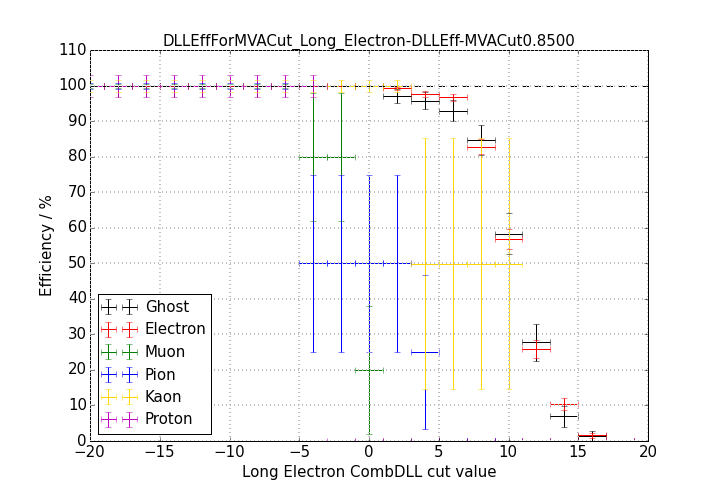 DLLEffForMVACut_Long_Electron-DLLEff-MVACut0.8500
110
100
90
80
70
60
50
40
30
20
10
0
Efficiency / %
Ghost
Electron
Muon
Pion
Kaon
Proton
−20 −15 −10 −5 0 5 10 15 20
Long Electron CombDLL cut value